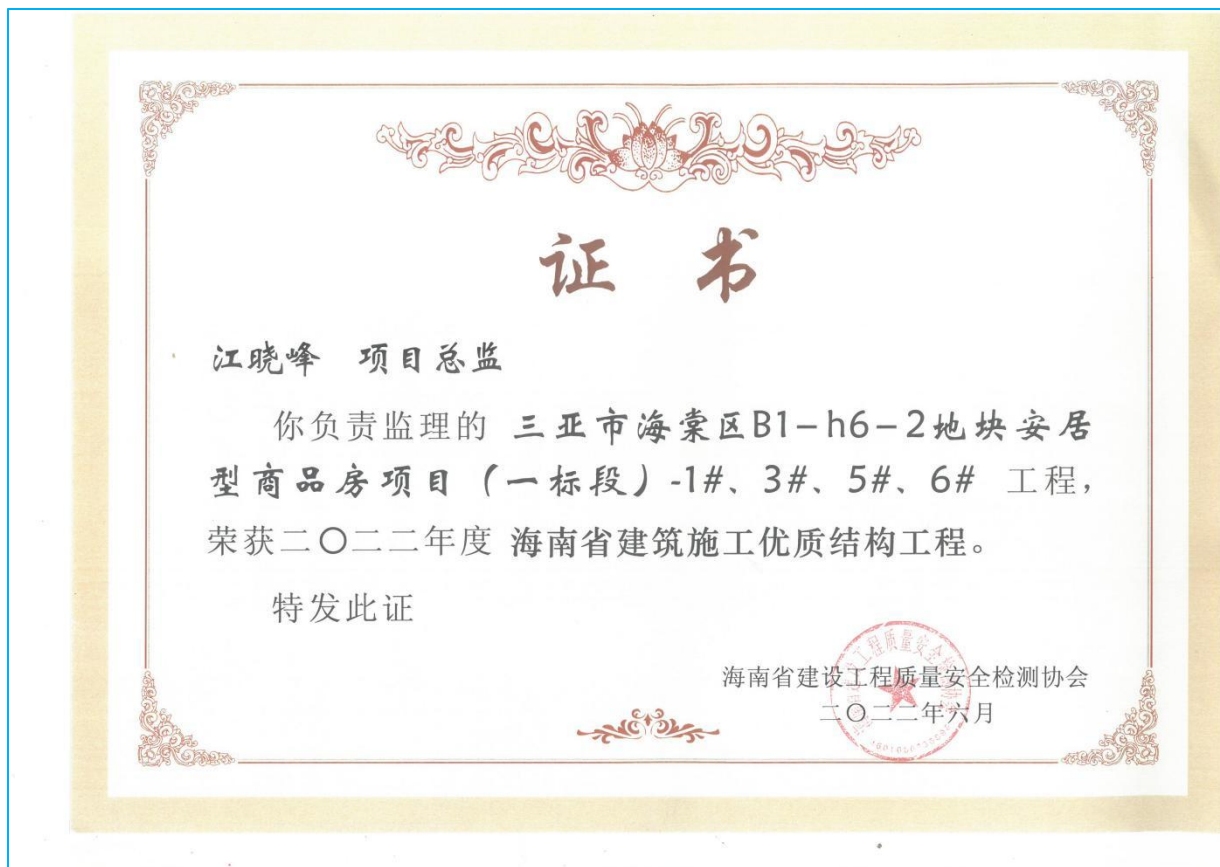 证 书
江晓峰 项目总监
你负责监理的 三亚市海棠区B1-h6-2地块安居
型商品房项目（一标段）-1#、3#、5#、6# 工程，
荣获二〇二二年度 海南省建筑施工优质结构工程。
特发此证
海南省建设工程质量安全检测协会
二〇二二年六月